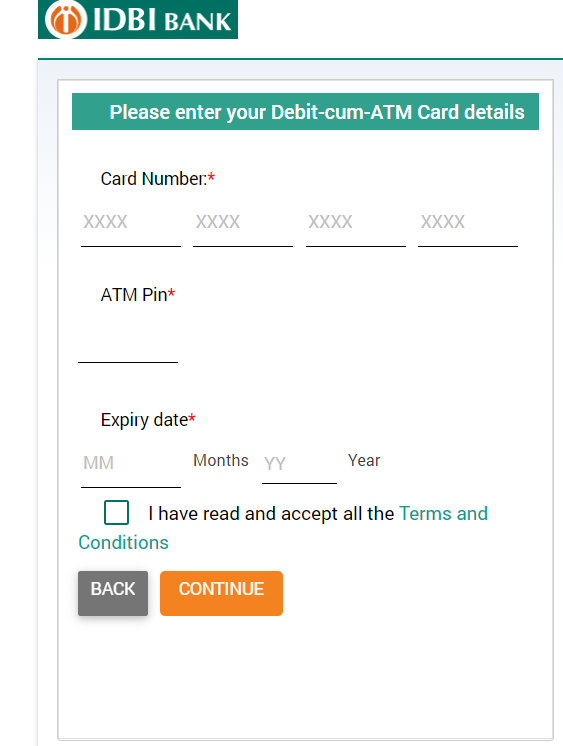 IDBI BANK
Please enter your Debit-cum-ATM Card details
Card Number:*
XXXX XXXX XXXX XXXX
ATM Pin*
Expiry date*
MM Months YY Year
I have read and accept all the Terms and
Conditions
BACK CONTINUE